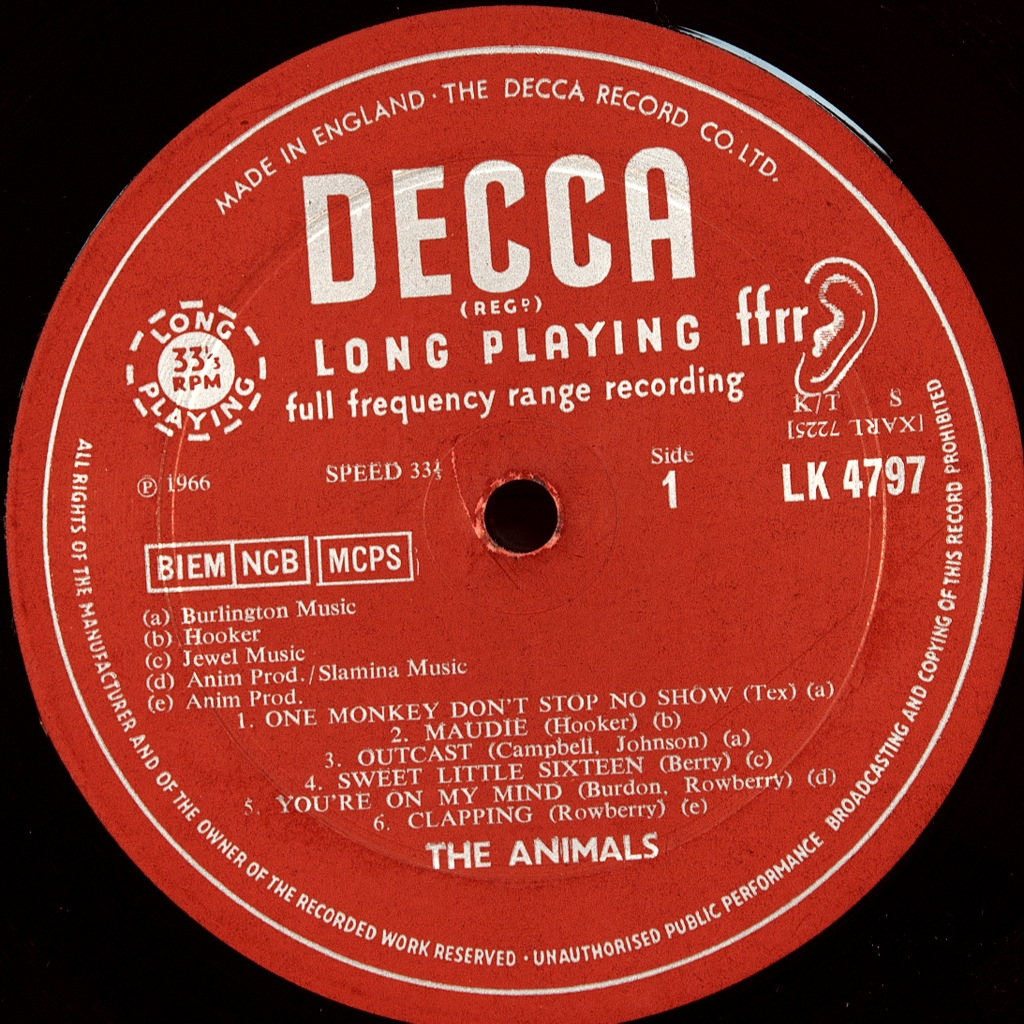 MADE IN ENGLAND · THE DECCA RECORD CO. LTD.
DECCA
(REGD)
LONG PLAYING
full frequency range recording
ffrr
LONG PLAYING
33⅓
RPM
K/T S
[XARL 7225]
℗ 1966
SPEED 33⅓
Side
1
LK 4797
BIEM NCB MCPS
(a) Burlington Music
(b) Hooker
(c) Jewel Music
(d) Anim Prod./Slamina Music
(e) Anim Prod.
1. ONE MONKEY DON'T STOP NO SHOW (Tex) (a)
2. MAUDIE (Hooker) (b)
3. OUTCAST (Campbell, Johnson) (a)
4. SWEET LITTLE SIXTEEN (Berry) (c)
5. YOU'RE ON MY MIND (Burdon, Rowberry) (d)
6. CLAPPING (Rowberry) (e)
THE ANIMALS
ALL RIGHTS OF THE MANUFACTURER AND OF THE OWNER OF THE RECORDED WORK RESERVED · UNAUTHORISED PUBLIC PERFORMANCE BROADCASTING AND COPYING OF THIS RECORD PROHIBITED